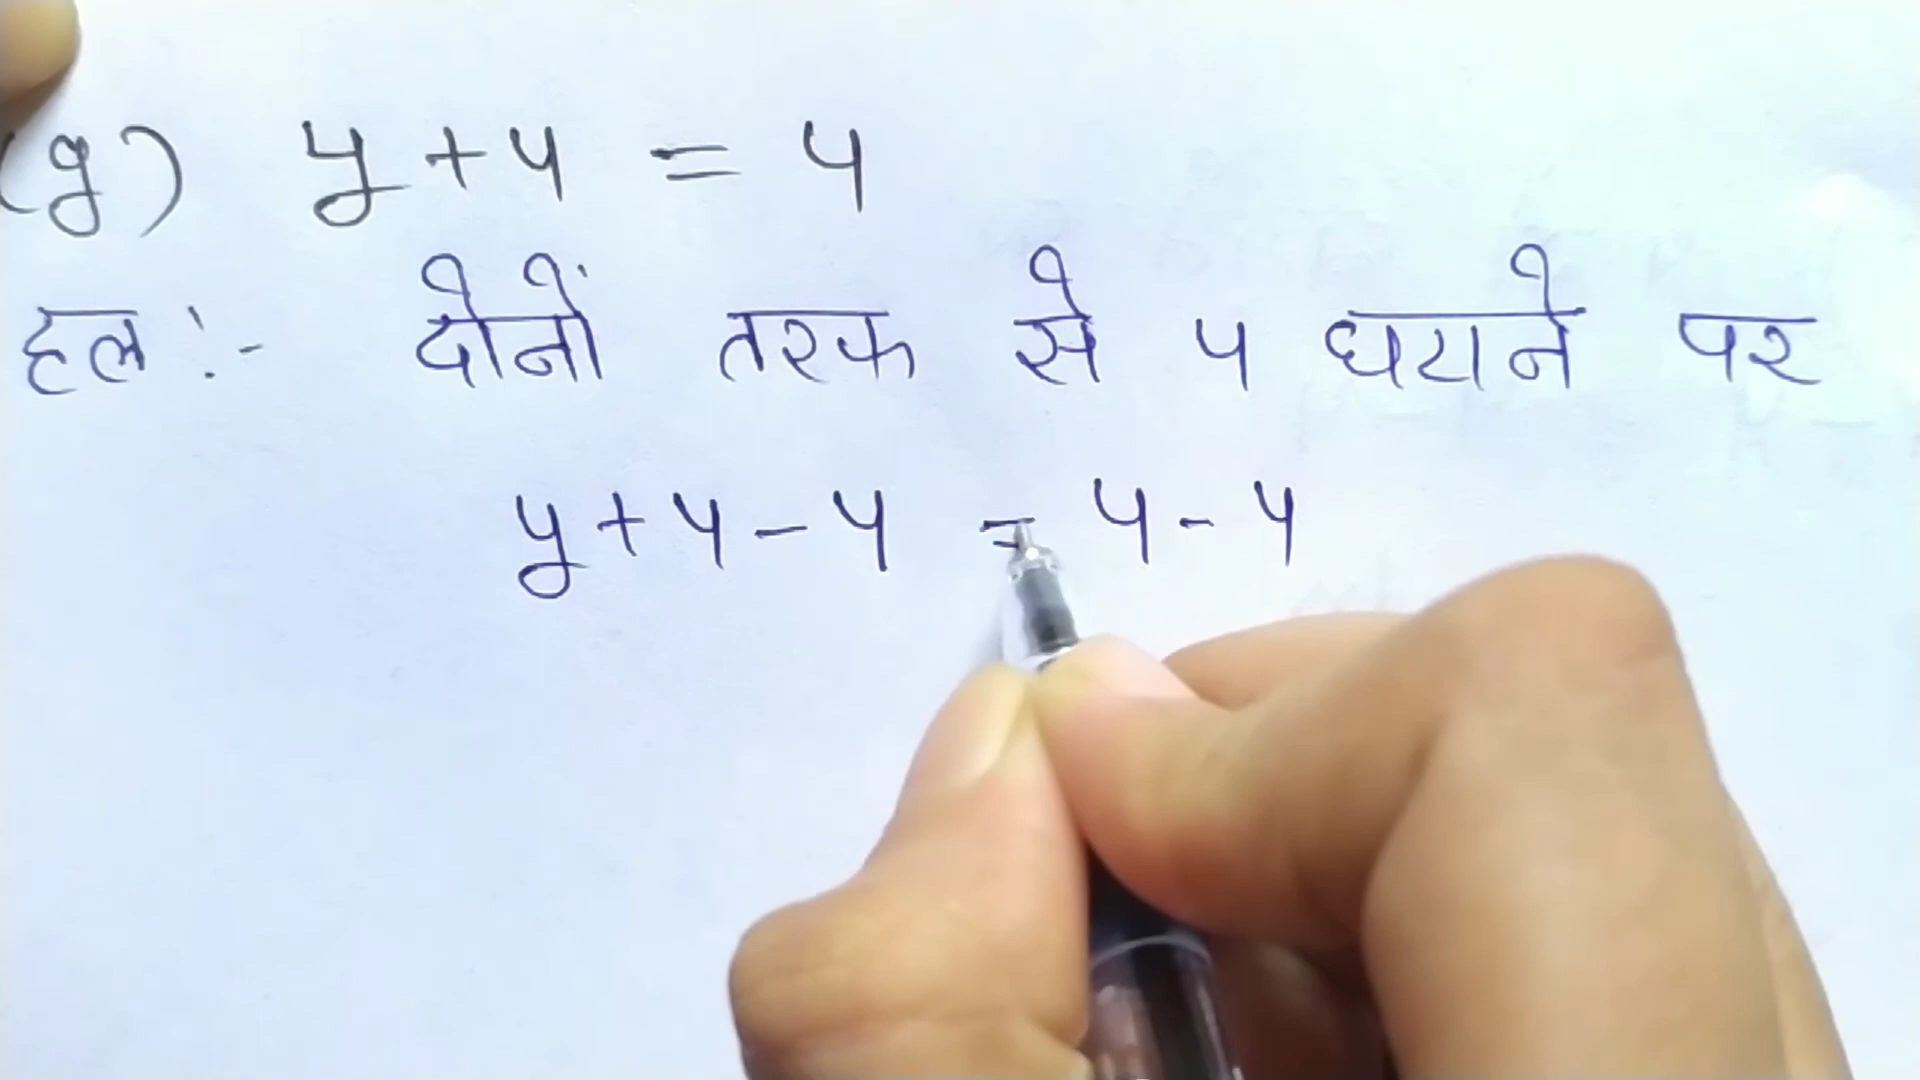 (g) y + 4 = 4
हल :- दोनों तरफ से 4 घटाने पर
y + 4 - 4 = 4 - 4